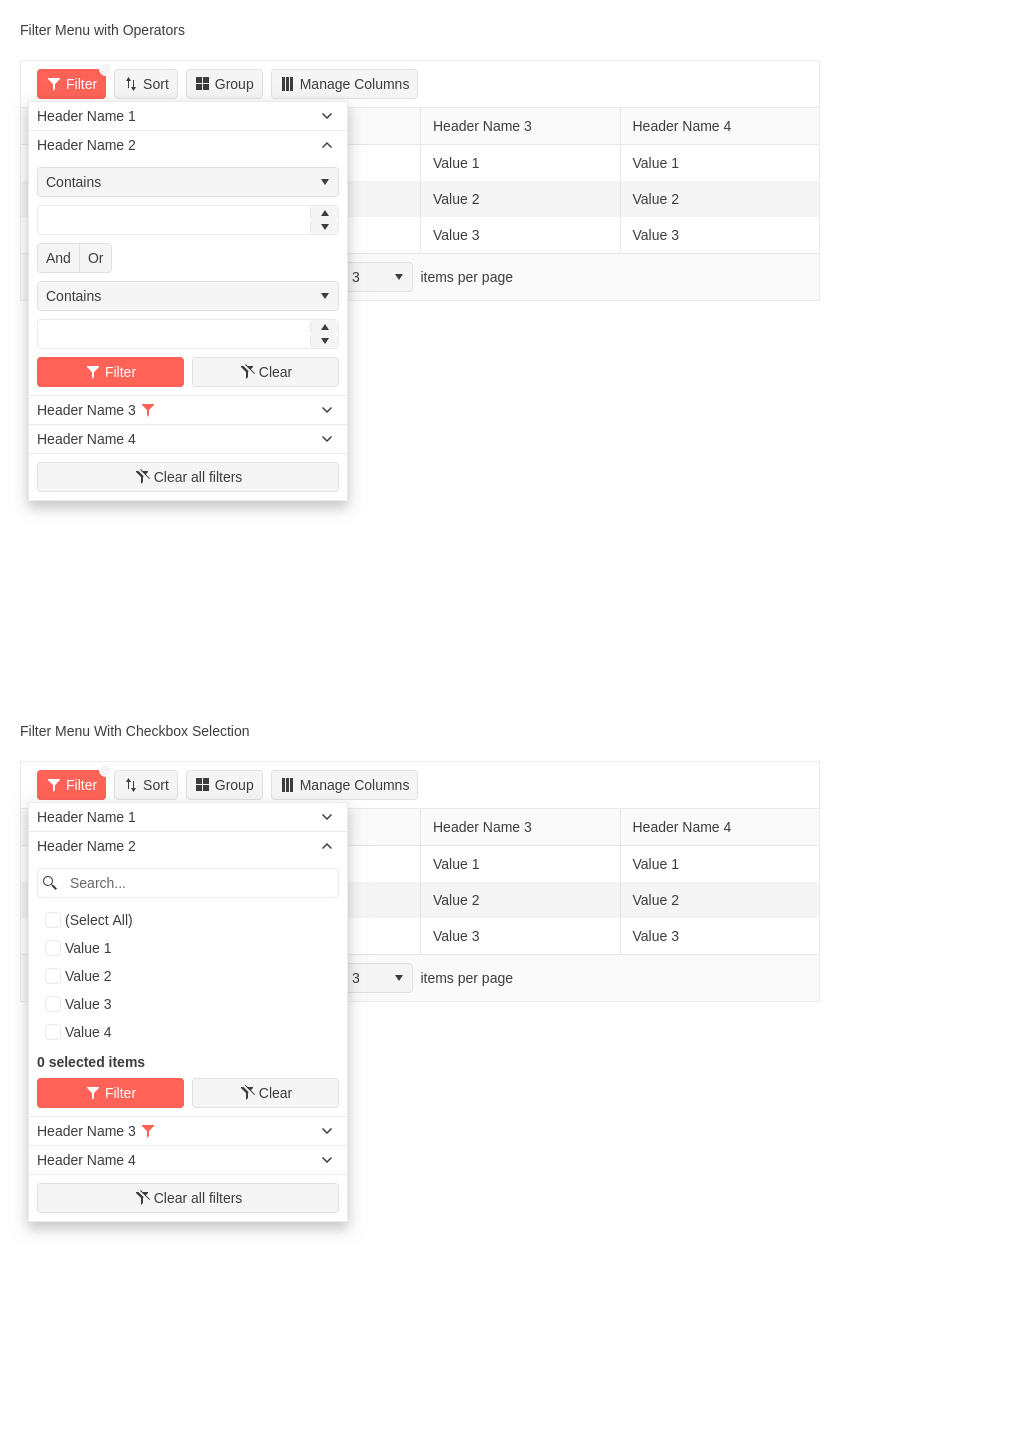 Filter Menu with Operators
Filter Sort Group Manage Columns
Header Name 1
Header Name 3 Header Name 4
Header Name 2
Value 1 Value 1
Contains
Value 2 Value 2
Value 3 Value 3
And Or
3 items per page
Contains
Filter Clear
Header Name 3
Header Name 4
Clear all filters
Filter Menu With Checkbox Selection
Filter Sort Group Manage Columns
Header Name 1
Header Name 3 Header Name 4
Header Name 2
Value 1 Value 1
Search...
Value 2 Value 2
(Select All)
Value 3 Value 3
Value 1
Value 2
3 items per page
Value 3
Value 4
0 selected items
Filter Clear
Header Name 3
Header Name 4
Clear all filters